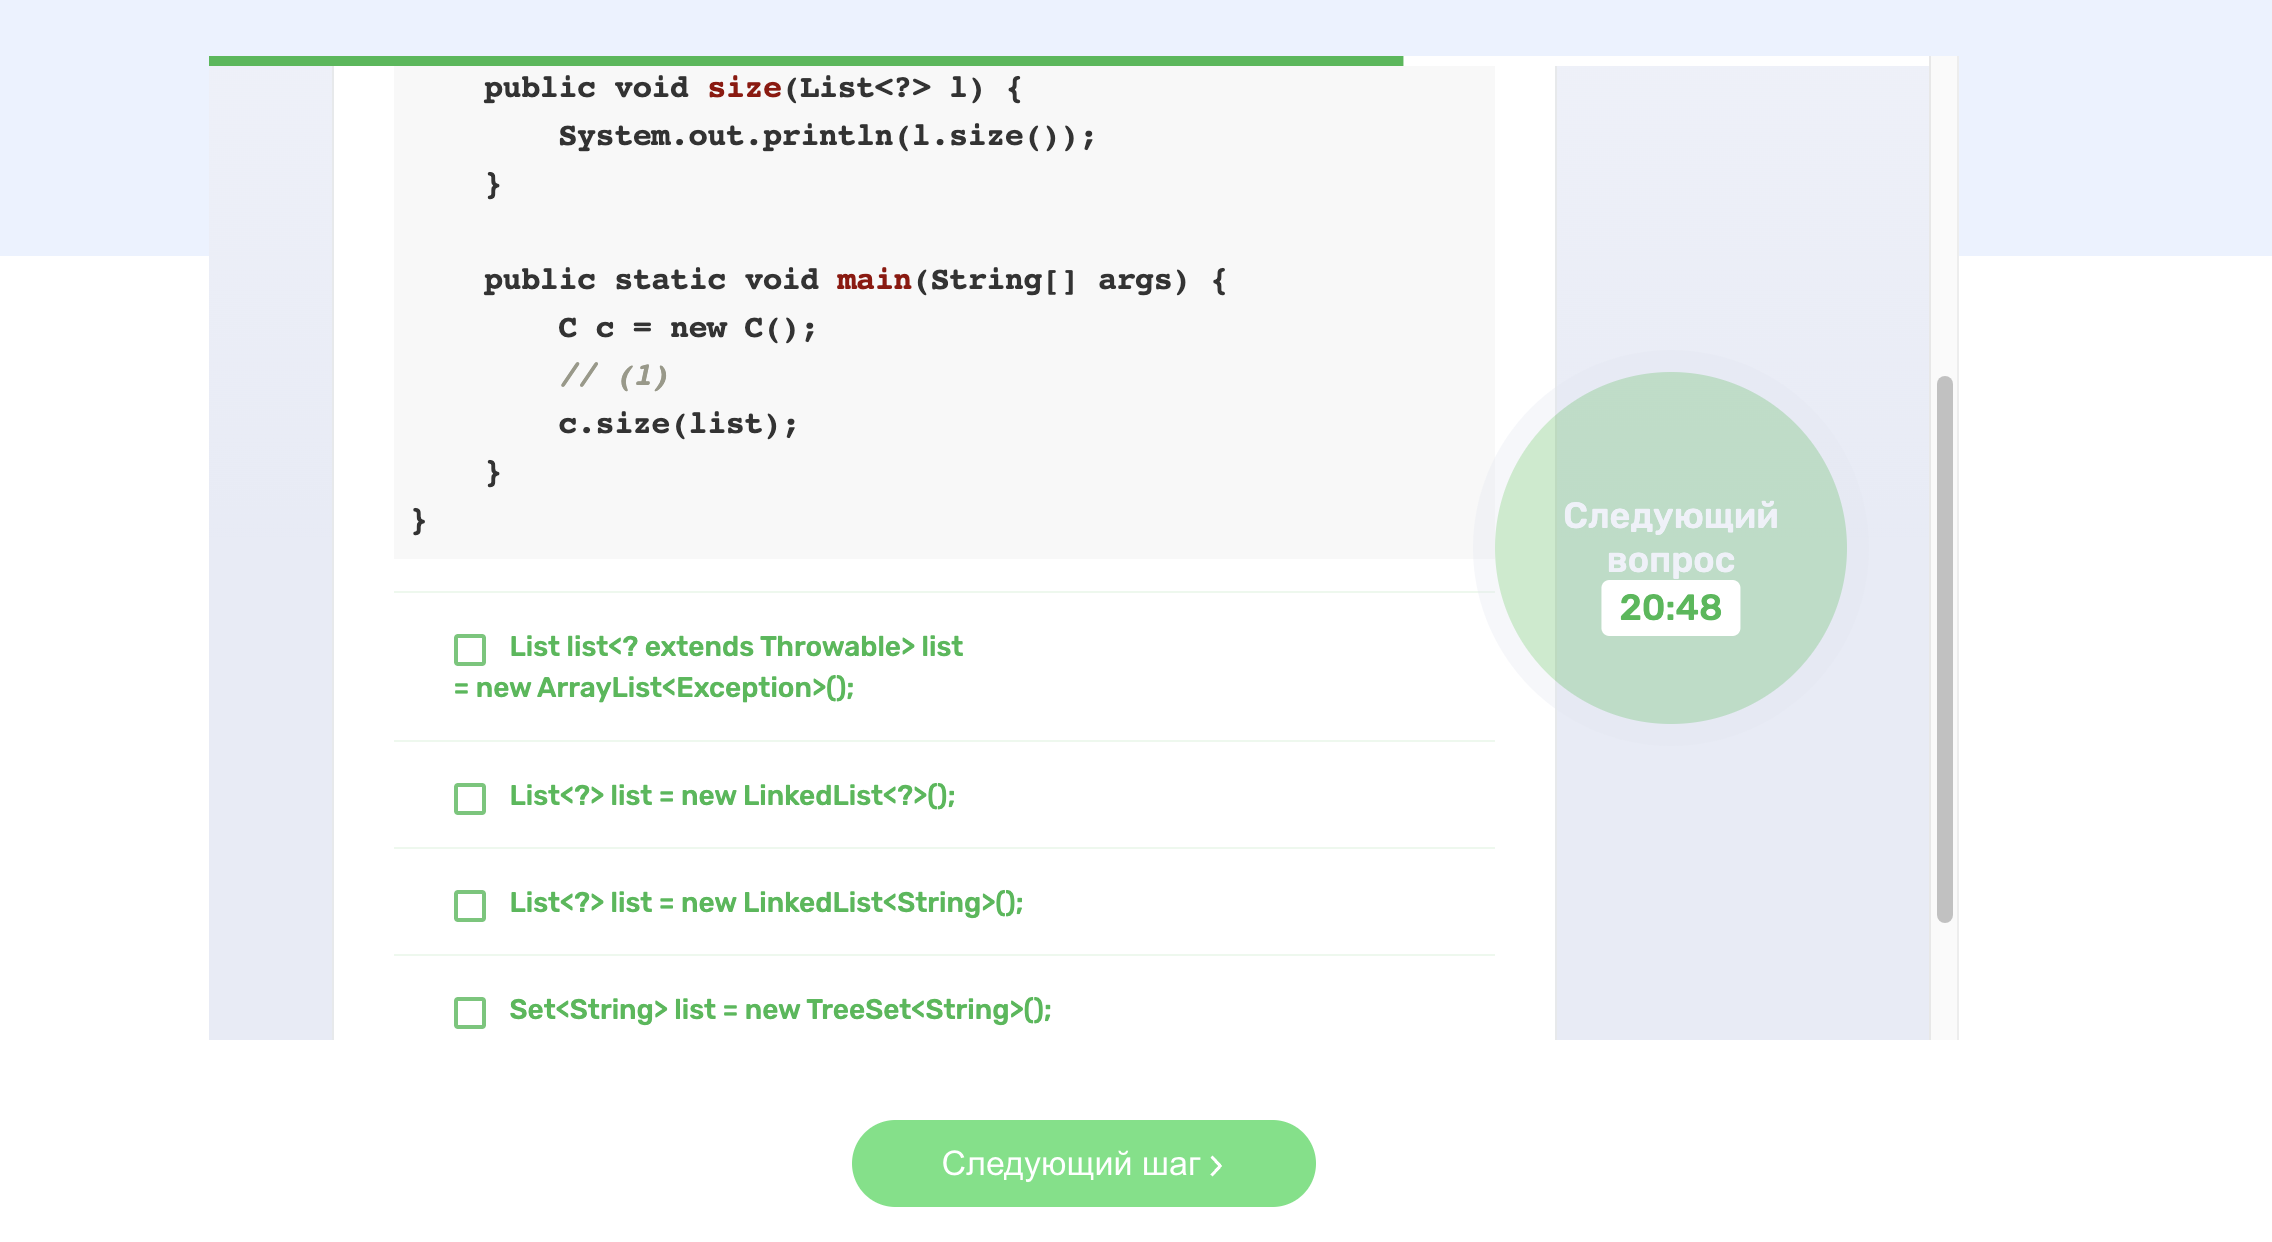 public void size(List<?> l) {
System.out.println(l.size());
}
public static void main(String[] args) {
C c = new C();
// (1)
c.size(list);
}
}
List list<? extends Throwable> list
= new ArrayList<Exception>();
List<?> list = new LinkedList<?>();
List<?> list = new LinkedList<String>();
Set<String> list = new TreeSet<String>();
Следующий
вопрос
20:48
Следующий шаг >